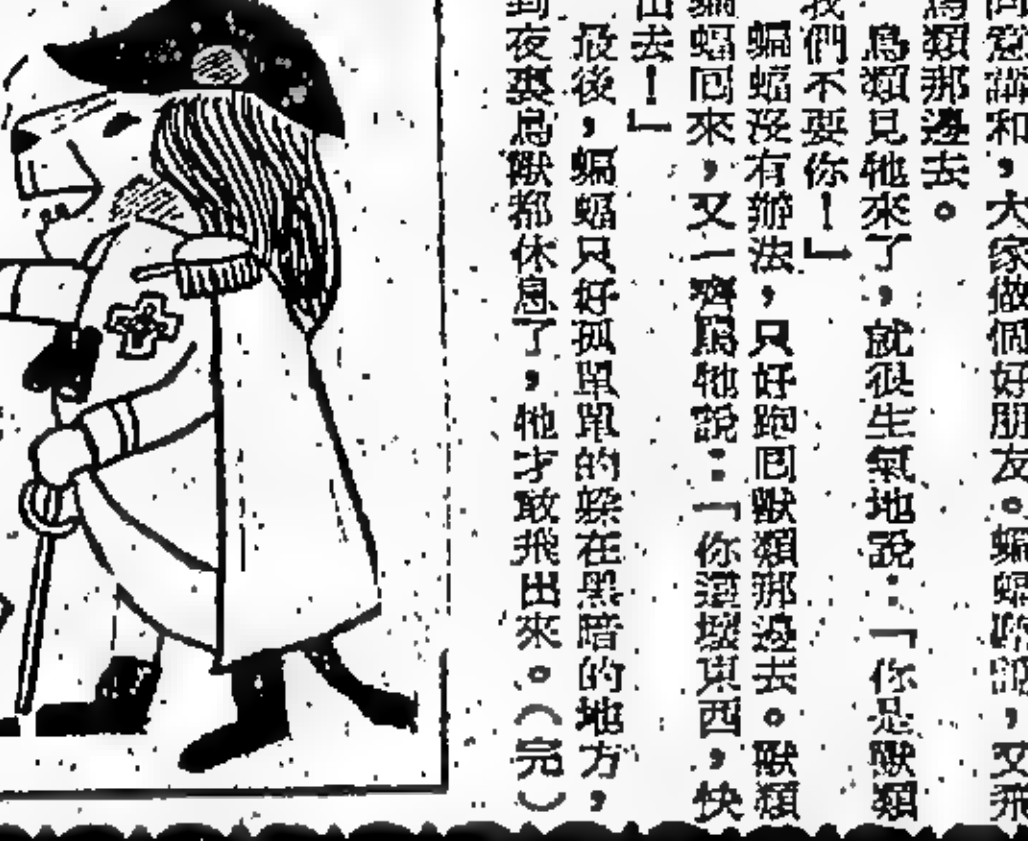 同意講和，大家做個好朋友。蝙蝠聽說，又飛
鳥類那邊去。
鳥類見牠來了，就很生氣地說：「你是獸類
我們不要你！」
蝙蝠沒有辦法，只好跑回獸類那邊去。獸類
蝙蝠回來，又一齊罵牠說：「你這壞東西，快
出去！」
最後，蝙蝠只好孤單單的躲在黑暗的地方，
到夜裏鳥獸都休息了，牠才敢飛出來。（完）